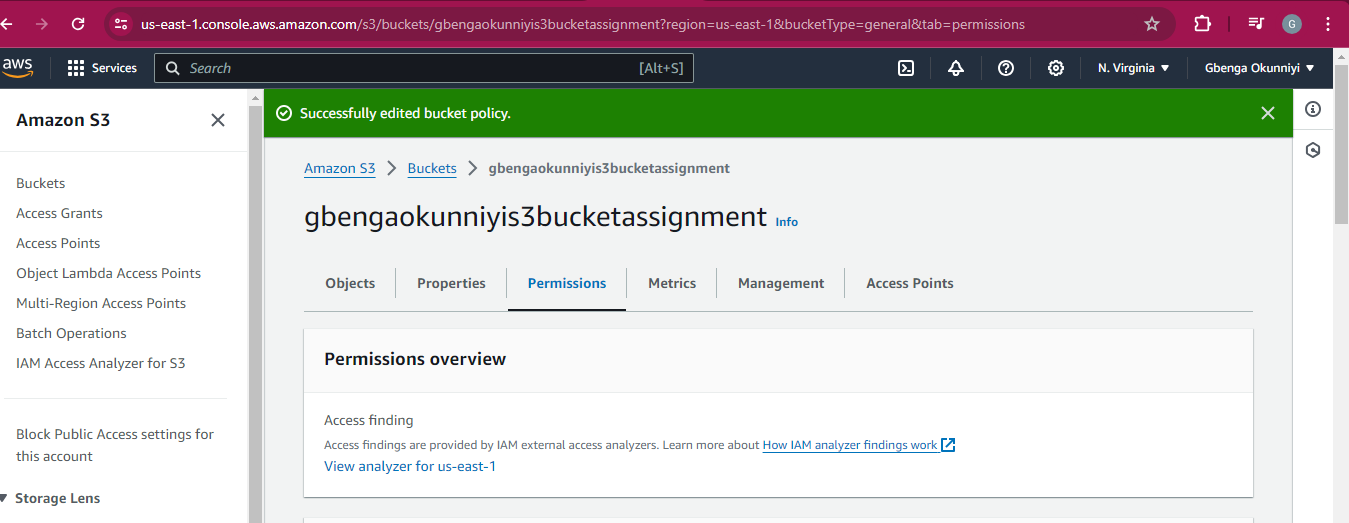 us-east-1.console.aws.amazon.com/s3/buckets/gbengaokunniyis3bucketassignment?region=us-east-1&bucketType=general&tab=permissions
G
aws
Services
Search
[Alt+S]
N. Virginia
Gbenga Okunniyi
Amazon S3
Successfully edited bucket policy.
Buckets
Access Grants
Access Points
Object Lambda Access Points
Multi-Region Access Points
Batch Operations
IAM Access Analyzer for S3
Block Public Access settings for
this account
Storage Lens
Amazon S3 > Buckets > gbengaokunniyis3bucketassignment
gbengaokunniyis3bucketassignment Info
Objects
Properties
Permissions
Metrics
Management
Access Points
Permissions overview
Access finding
Access findings are provided by IAM external access analyzers. Learn more about How IAM analyzer findings work
View analyzer for us-east-1